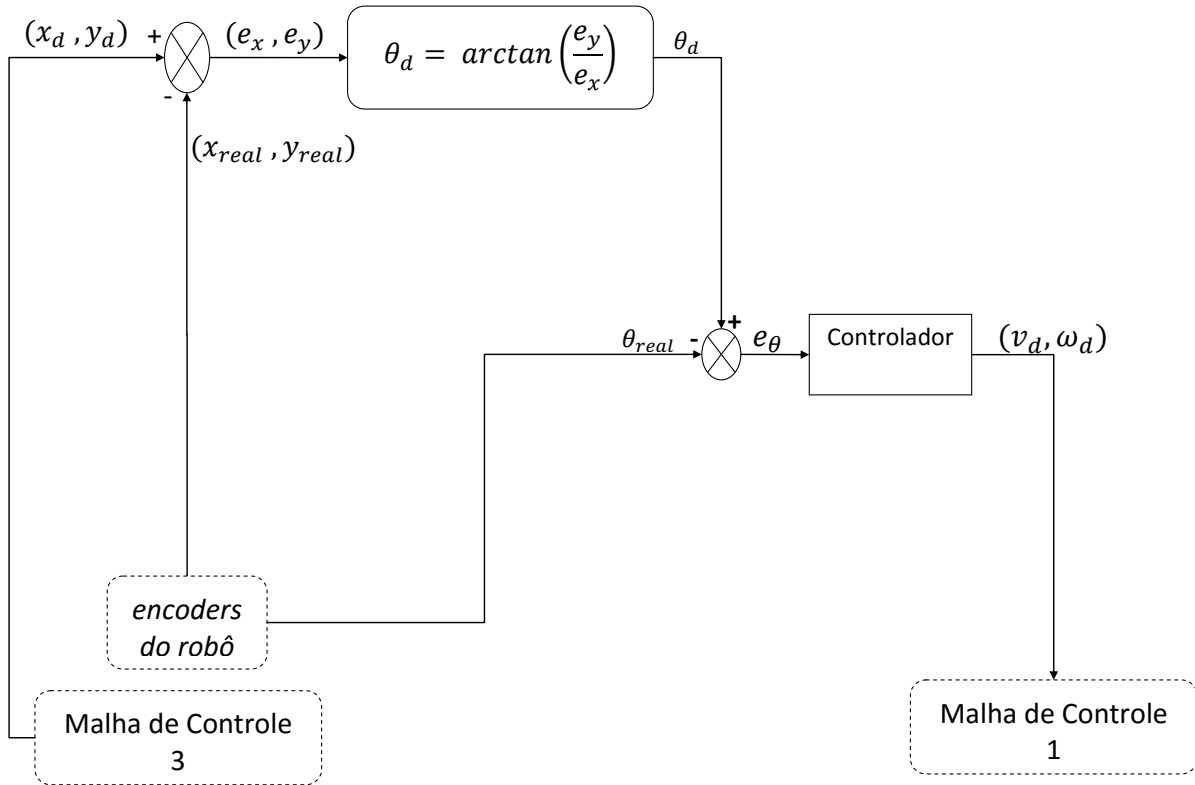 (x_d , y_d)
+
-
(e_x , e_y)
θ_d = arctan(e_y/e_x)
θ_d
(x_real , y_real)
θ_real
-
+
e_θ
Controlador
(v_d, ω_d)
encoders
do robô
Malha de Controle
3
Malha de Controle
1